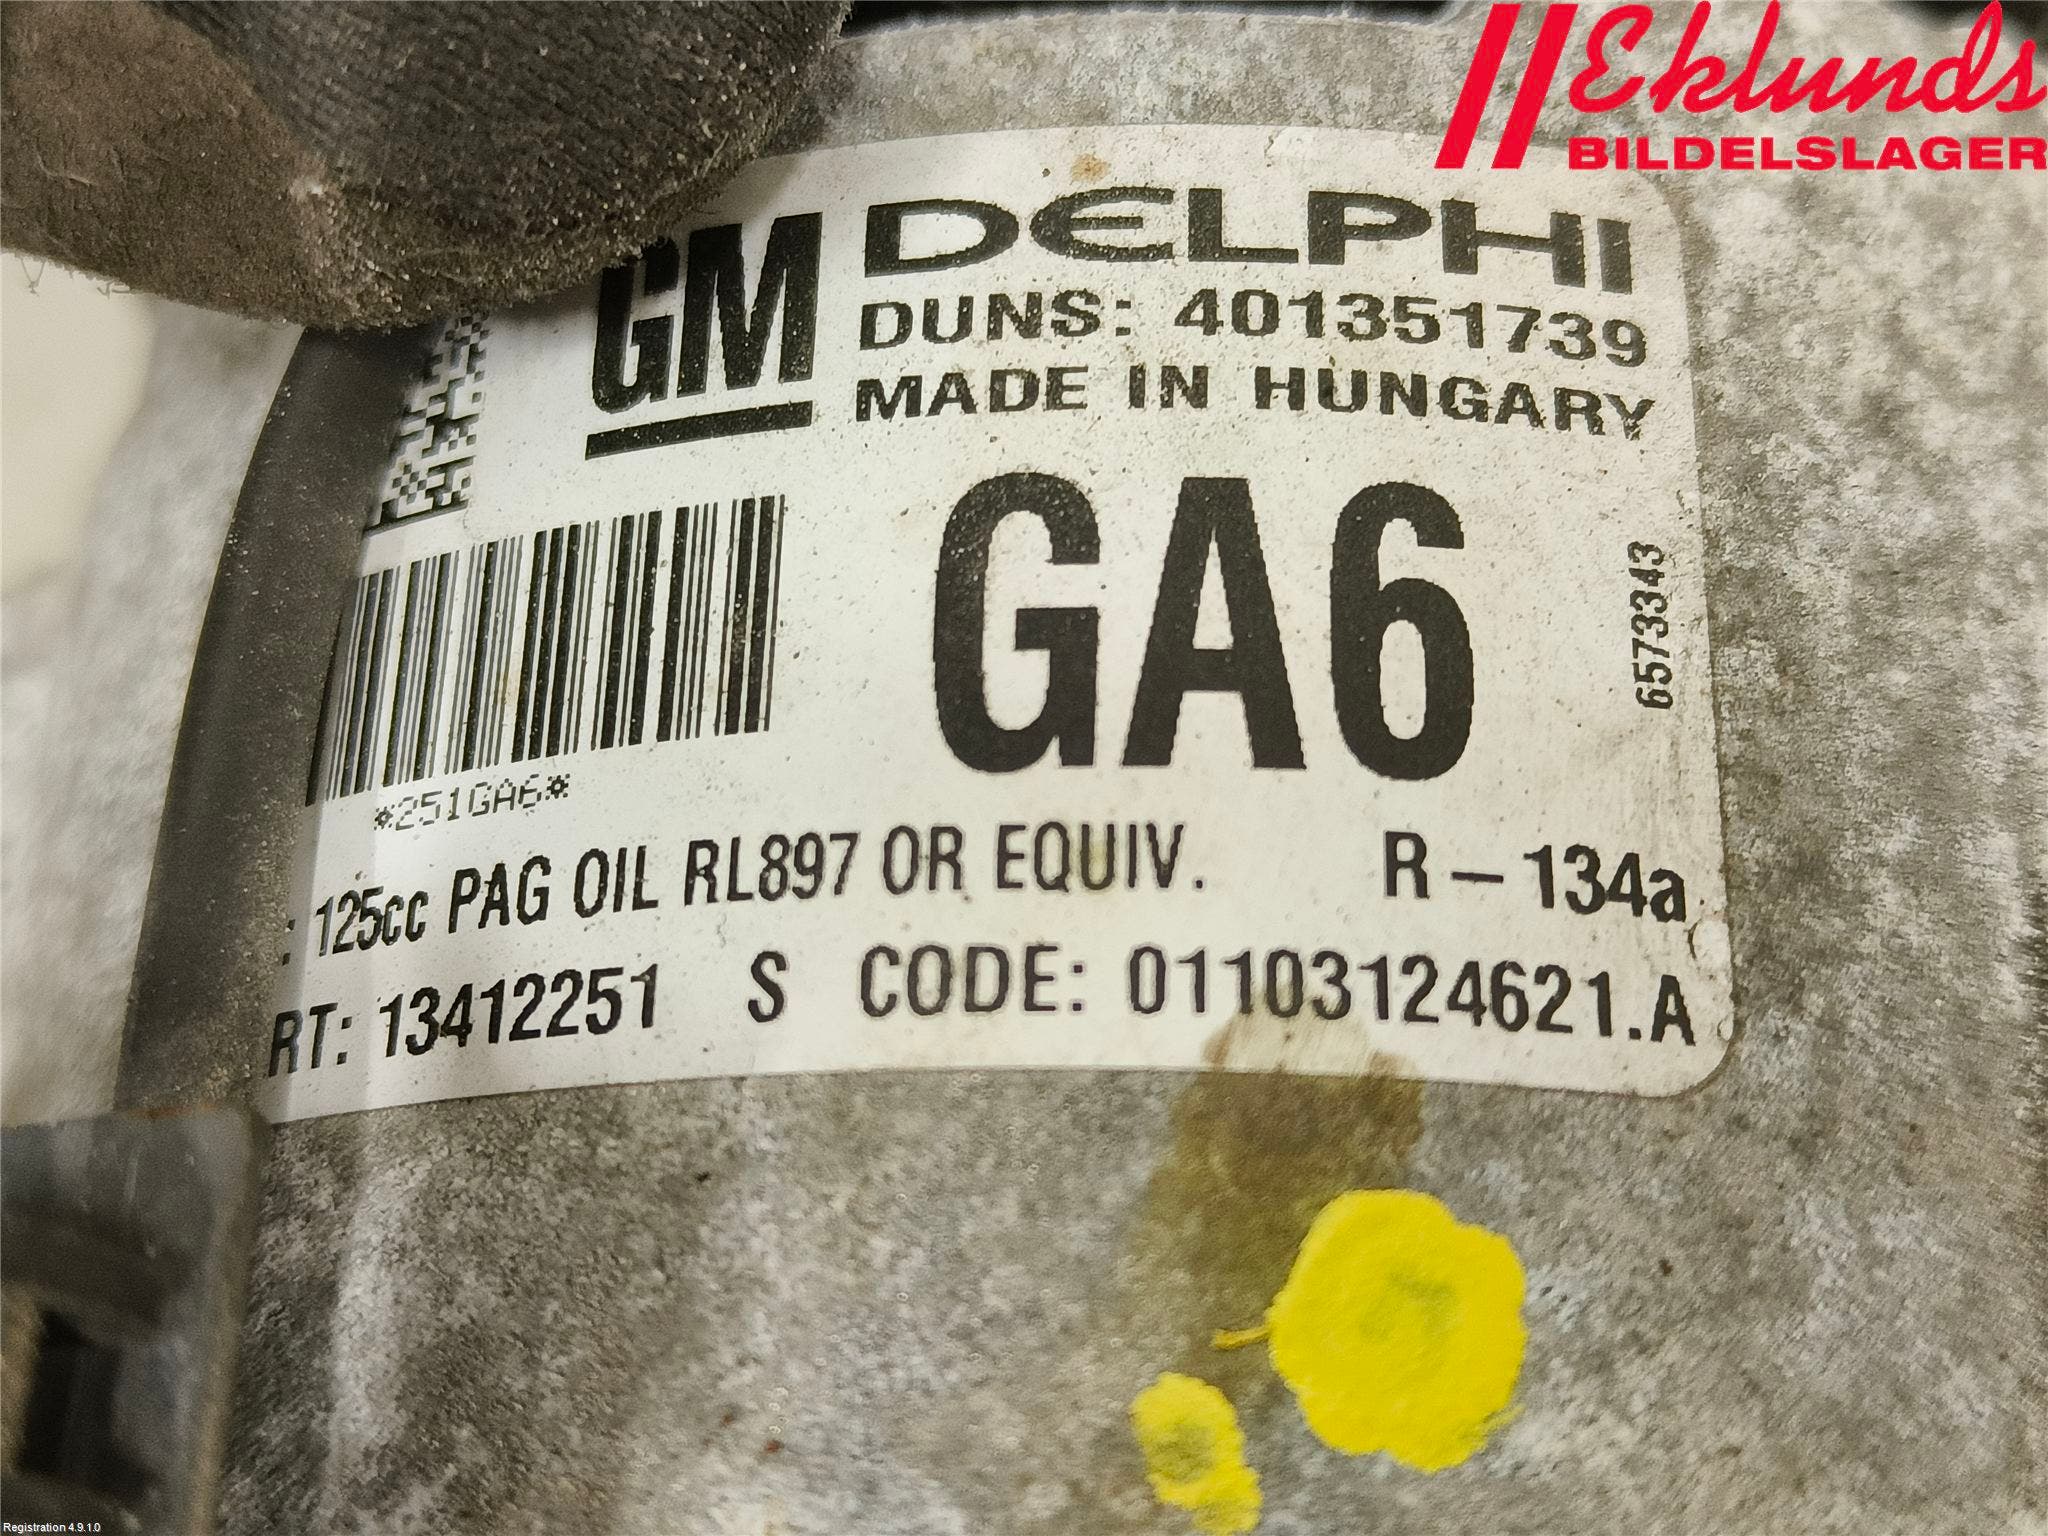 Eklunds
BILDELSLAGER
GM
DELPHI
DUNS: 401351739
MADE IN HUNGARY
GA6
6573343
*251GA6*
: 125cc PAG OIL RL897 OR EQUIV. R-134a
RT: 13412251 S CODE: 01103124621.A
Registration 4.9.1.0